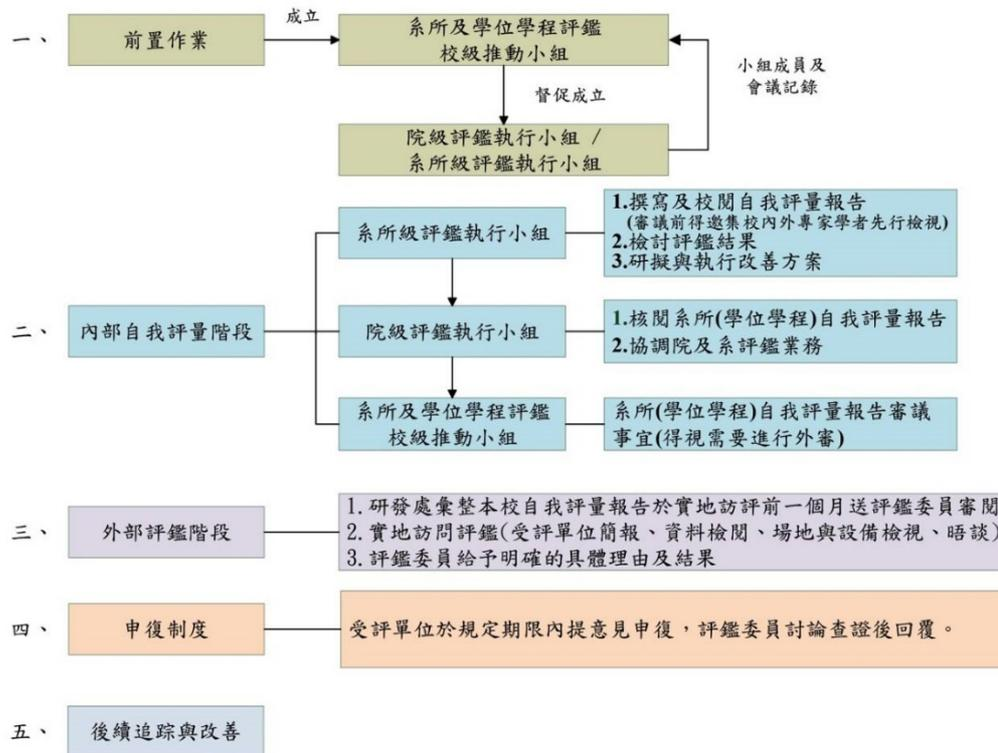 一、
前置作業
成立
系所及學位學程評鑑
校級推動小組
督促成立
小組成員及
會議記錄
院級評鑑執行小組 /
系所級評鑑執行小組
二、
內部自我評量階段
系所級評鑑執行小組
1.撰寫及校閱自我評量報告
(審議前得邀集校內外專家學者先行檢視)
2.檢討評鑑結果
3.研擬與執行改善方案
院級評鑑執行小組
1.核閱系所(學位學程)自我評量報告
2.協調院及系評鑑業務
系所及學位學程評鑑
校級推動小組
系所(學位學程)自我評量報告審議
事宜(得視需要進行外審)
三、
外部評鑑階段
1. 研發處彙整本校自我評量報告於實地訪評前一個月送評鑑委員審閱
2. 實地訪問評鑑(受評單位簡報、資料檢閱、場地與設備檢視、晤談)
3. 評鑑委員給予明確的具體理由及結果
四、
申復制度
受評單位於規定期限內提意見申復，評鑑委員討論查證後回覆。
五、
後續追踪與改善